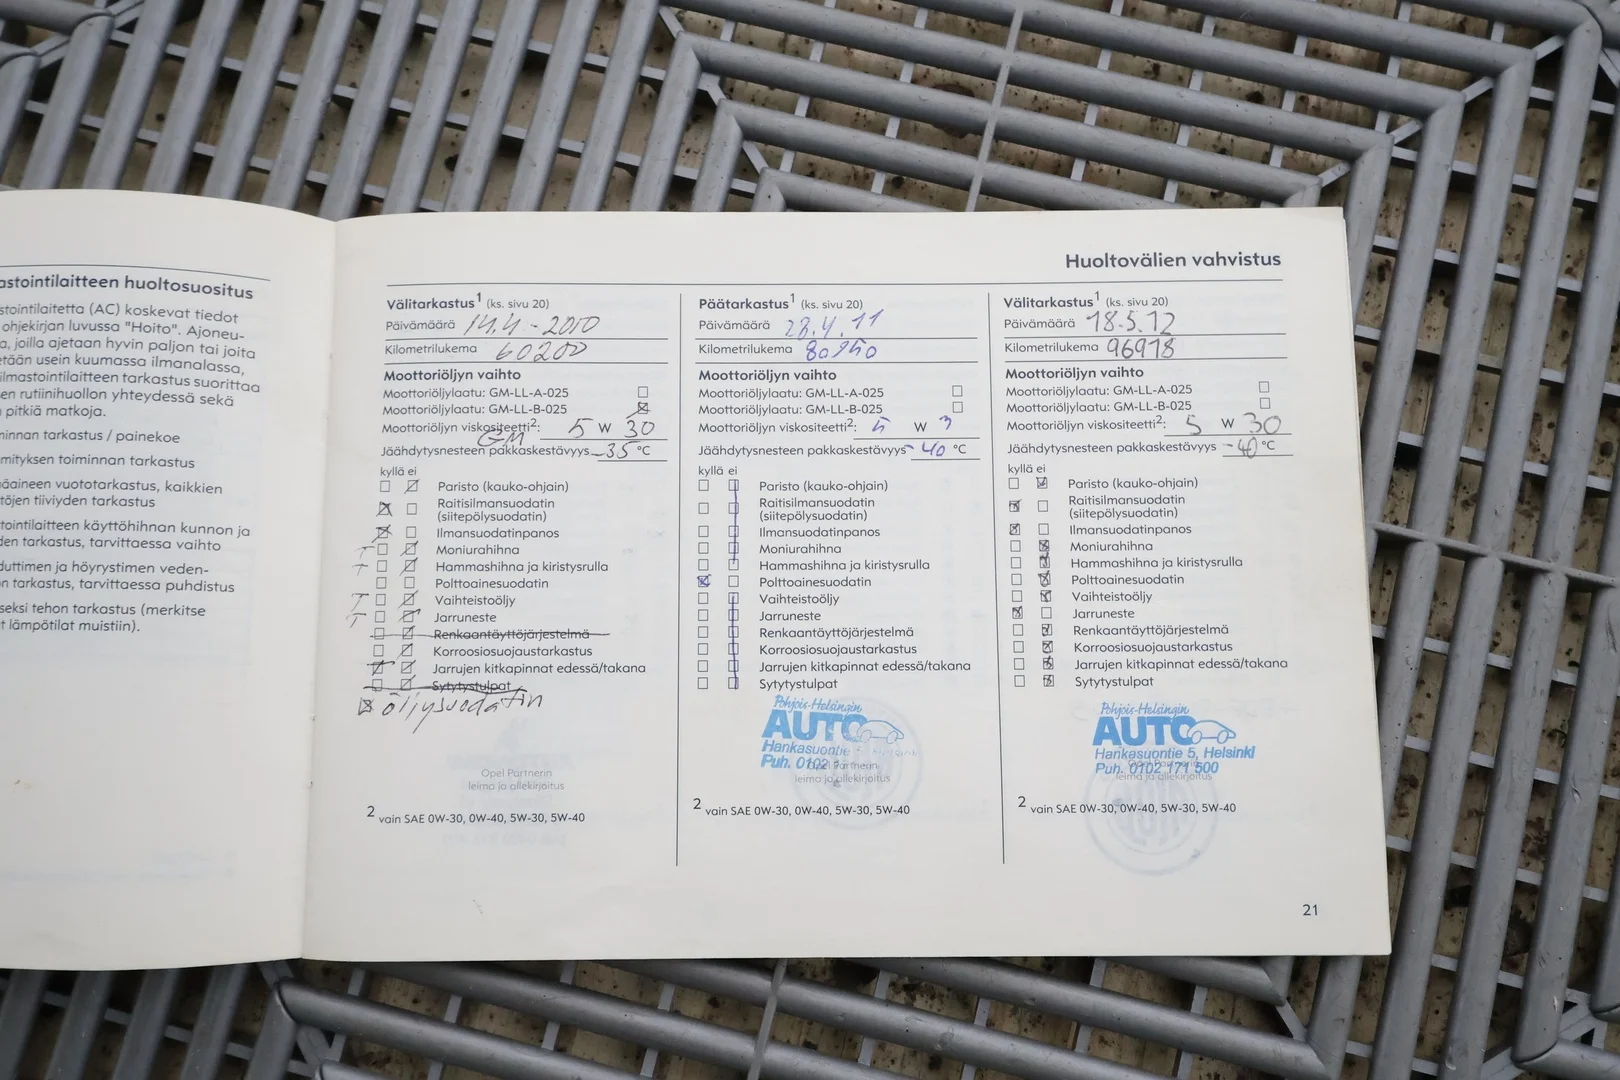 astointilaitteen huoltosuositus
stointilaitetta (AC) koskevat tiedot
ohjekirjan luvussa "Hoito". Ajoneu-
a, joilla ajetaan hyvin paljon tai joita
etään usein kuumassa ilmanalassa,
ilmastointilaitteen tarkastus suorittaa
en rutiinihuollon yhteydessä sekä
pitkiä matkoja.
minnan tarkastus / painekoe
mityksen toiminnan tarkastus
äaineen vuototarkastus, kaikkien
töjen tiiviyden tarkastus
tointilaitteen käyttöhihnan kunnon ja
den tarkastus, tarvittaessa vaihto
duttimen ja höyrystimen veden-
n tarkastus, tarvittaessa puhdistus
seksi tehon tarkastus (merkitse
t lämpötilat muistiin).
Huoltovälien vahvistus
Välitarkastus1 (ks. sivu 20)
Päivämäärä 14.4-2010
Kilometrilukema 60200
Moottoriöljyn vaihto
Moottoriöljylaatu: GM-LL-A-025
Moottoriöljylaatu: GM-LL-B-025
Moottoriöljyn viskositeetti2: 5 W 30
GM
Jäähdytysnesteen pakkaskestävyys -35 °C
kyllä ei
Paristo (kauko-ohjain)
Raitisilmansuodatin
(siitepölysuodatin)
Ilmansuodatinpanos
T Moniurahihna
T Hammashihna ja kiristysrulla
Polttoainesuodatin
T Vaihteistoöljy
T Jarruneste
Renkaantäyttöjärjestelmä
Korroosiosuojaustarkastus
Jarrujen kitkapinnat edessä/takana
Sytytystulpat
öljysuodatin
Opel Partnerin
leima ja allekirjoitus
2 vain SAE 0W-30, 0W-40, 5W-30, 5W-40
Päätarkastus1 (ks. sivu 20)
Päivämäärä 28.4.11
Kilometrilukema
Moottoriöljyn vaihto
Moottoriöljylaatu: GM-LL-A-025
Moottoriöljylaatu: GM-LL-B-025
Moottoriöljyn viskositeetti2: 5 W 3
Jäähdytysnesteen pakkaskestävyys -40 °C
kyllä ei
Paristo (kauko-ohjain)
Raitisilmansuodatin
(siitepölysuodatin)
Ilmansuodatinpanos
Moniurahihna
Hammashihna ja kiristysrulla
Polttoainesuodatin
Vaihteistoöljy
Jarruneste
Renkaantäyttöjärjestelmä
Korroosiosuojaustarkastus
Jarrujen kitkapinnat edessä/takana
Sytytystulpat
Pohjois-Helsingin
AUTO
Hankasuontie
Puh. 0102
Opel Partnerin
leima ja allekirjoitus
2 vain SAE 0W-30, 0W-40, 5W-30, 5W-40
Välitarkastus1 (ks. sivu 20)
Päivämäärä 18.5.12
Kilometrilukema 96978
Moottoriöljyn vaihto
Moottoriöljylaatu: GM-LL-A-025
Moottoriöljylaatu: GM-LL-B-025
Moottoriöljyn viskositeetti2: 5 W 30
Jäähdytysnesteen pakkaskestävyys -40 °C
kyllä ei
Paristo (kauko-ohjain)
Raitisilmansuodatin
(siitepölysuodatin)
Ilmansuodatinpanos
Moniurahihna
Hammashihna ja kiristysrulla
Polttoainesuodatin
Vaihteistoöljy
Jarruneste
Renkaantäyttöjärjestelmä
Korroosiosuojaustarkastus
Jarrujen kitkapinnat edessä/takana
Sytytystulpat
Pohjois-Helsingin
AUTO
Hankasuontie 5, Helsinki
Puh. 0102 171 500
leima ja allekirjoitus
2 vain SAE 0W-30, 0W-40, 5W-30, 5W-40
21